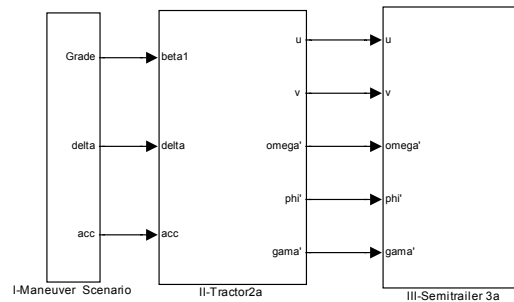 Grade
delta
acc
I-Maneuver Scenario
beta1
delta
acc
u
v
omega'
phi'
gama'
II-Tractor2a
u
v
omega'
phi'
gama'
III-Semitrailer 3a